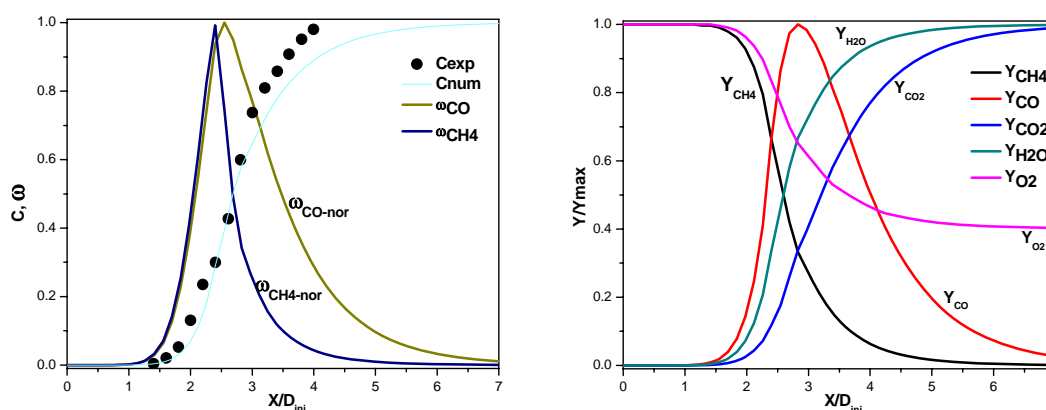 1.0
0.8
0.6
0.4
0.2
0.0
C, ω
Cexp
Cnum
ωCO
ωCH4
ωCO-nor
ωCH4-nor
0 1 2 3 4 5 6 7
X/Dinj
1.0
0.8
0.6
0.4
0.2
0.0
Y/Ymax
YH2O
YCH4
YCO2
YCH4
YCO
YCO2
YH2O
YO2
YO2
YCO
0 1 2 3 4 5 6
X/Dinj